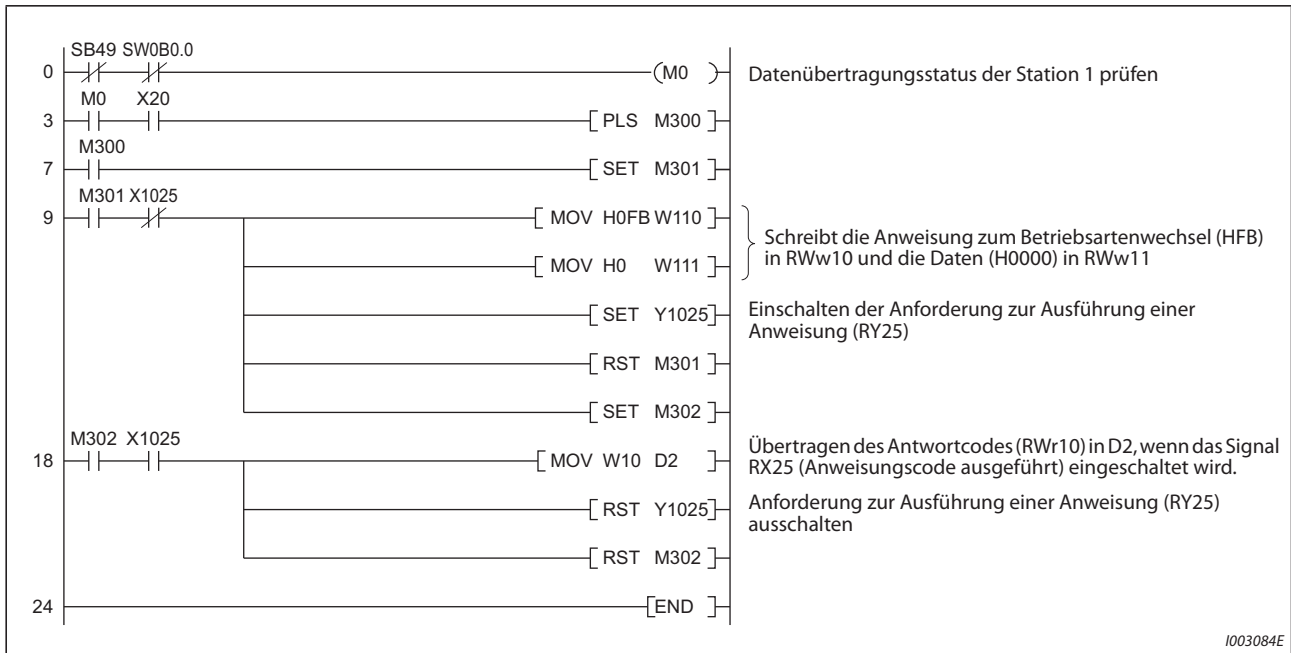 SB49 SW0B0.0
0 (M0 ) Datenübertragungsstatus der Station 1 prüfen
M0 X20
3 [ PLS M300 ]
M300
7 [ SET M301 ]
M301 X1025
9 [ MOV H0FB W110 ]
Schreibt die Anweisung zum Betriebsartenwechsel (HFB)
in RWw10 und die Daten (H0000) in RWw11
[ MOV H0 W111 ]
[ SET Y1025 ] Einschalten der Anforderung zur Ausführung einer
Anweisung (RY25)
[ RST M301 ]
[ SET M302 ]
M302 X1025
18 [ MOV W10 D2 ] Übertragen des Antwortcodes (RWr10) in D2, wenn das Signal
RX25 (Anweisungscode ausgeführt) eingeschaltet wird.
[ RST Y1025 ] Anforderung zur Ausführung einer Anweisung (RY25)
ausschalten
[ RST M302 ]
24 [ END ]
I003084E